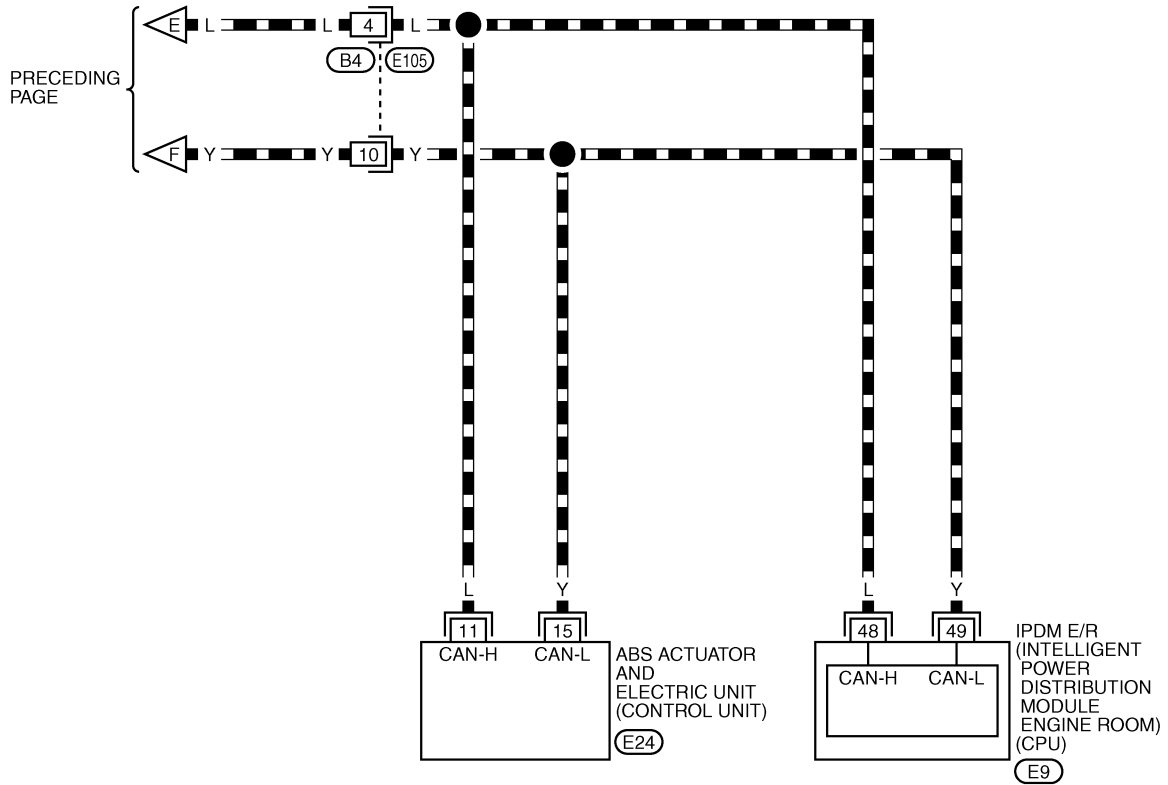 E L L 4 L
B4 E105
PRECEDING
PAGE
F Y Y 10 Y
L Y L Y
11 15 48 49
CAN-H CAN-L
ABS ACTUATOR
AND
ELECTRIC UNIT
(CONTROL UNIT)
E24
CAN-H CAN-L
IPDM E/R
(INTELLIGENT
POWER
DISTRIBUTION
MODULE
ENGINE ROOM)
(CPU)
E9